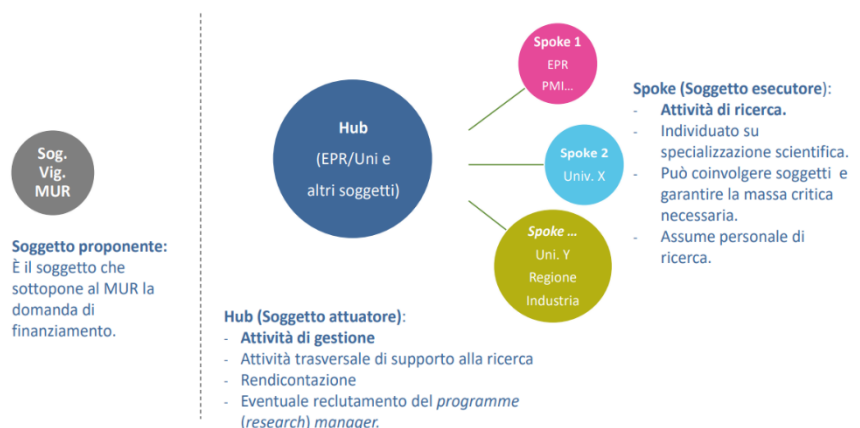 Sog.
Vig.
MUR
Soggetto proponente:
È il soggetto che
sottopone al MUR la
domanda di
finanziamento.
Hub
(EPR/Uni e
altri soggetti)
Spoke 1
EPR
PMI...
Spoke 2
Univ. X
Spoke ...
Uni. Y
Regione
Industria
Hub (Soggetto attuatore):
- Attività di gestione
- Attività trasversale di supporto alla ricerca
- Rendicontazione
- Eventuale reclutamento del programme
(research) manager.
Spoke (Soggetto esecutore):
- Attività di ricerca.
- Individuato su
specializzazione scientifica.
- Può coinvolgere soggetti e
garantire la massa critica
necessaria.
- Assume personale di
ricerca.